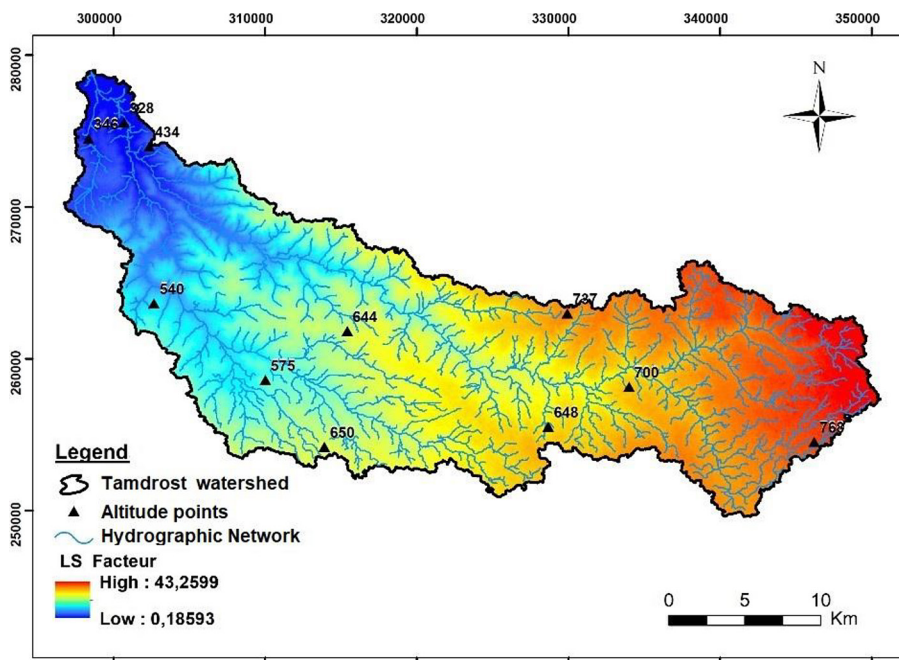 300000 310000 320000 330000 340000 350000
280000
N
328
346
434
270000
540
737
644
260000
575
700
648
650
768
Legend
Tamdrost watershed
Altitude points
250000
Hydrographic Network
LS Facteur
High : 43,2599
Low : 0,18593
0 5 10
Km